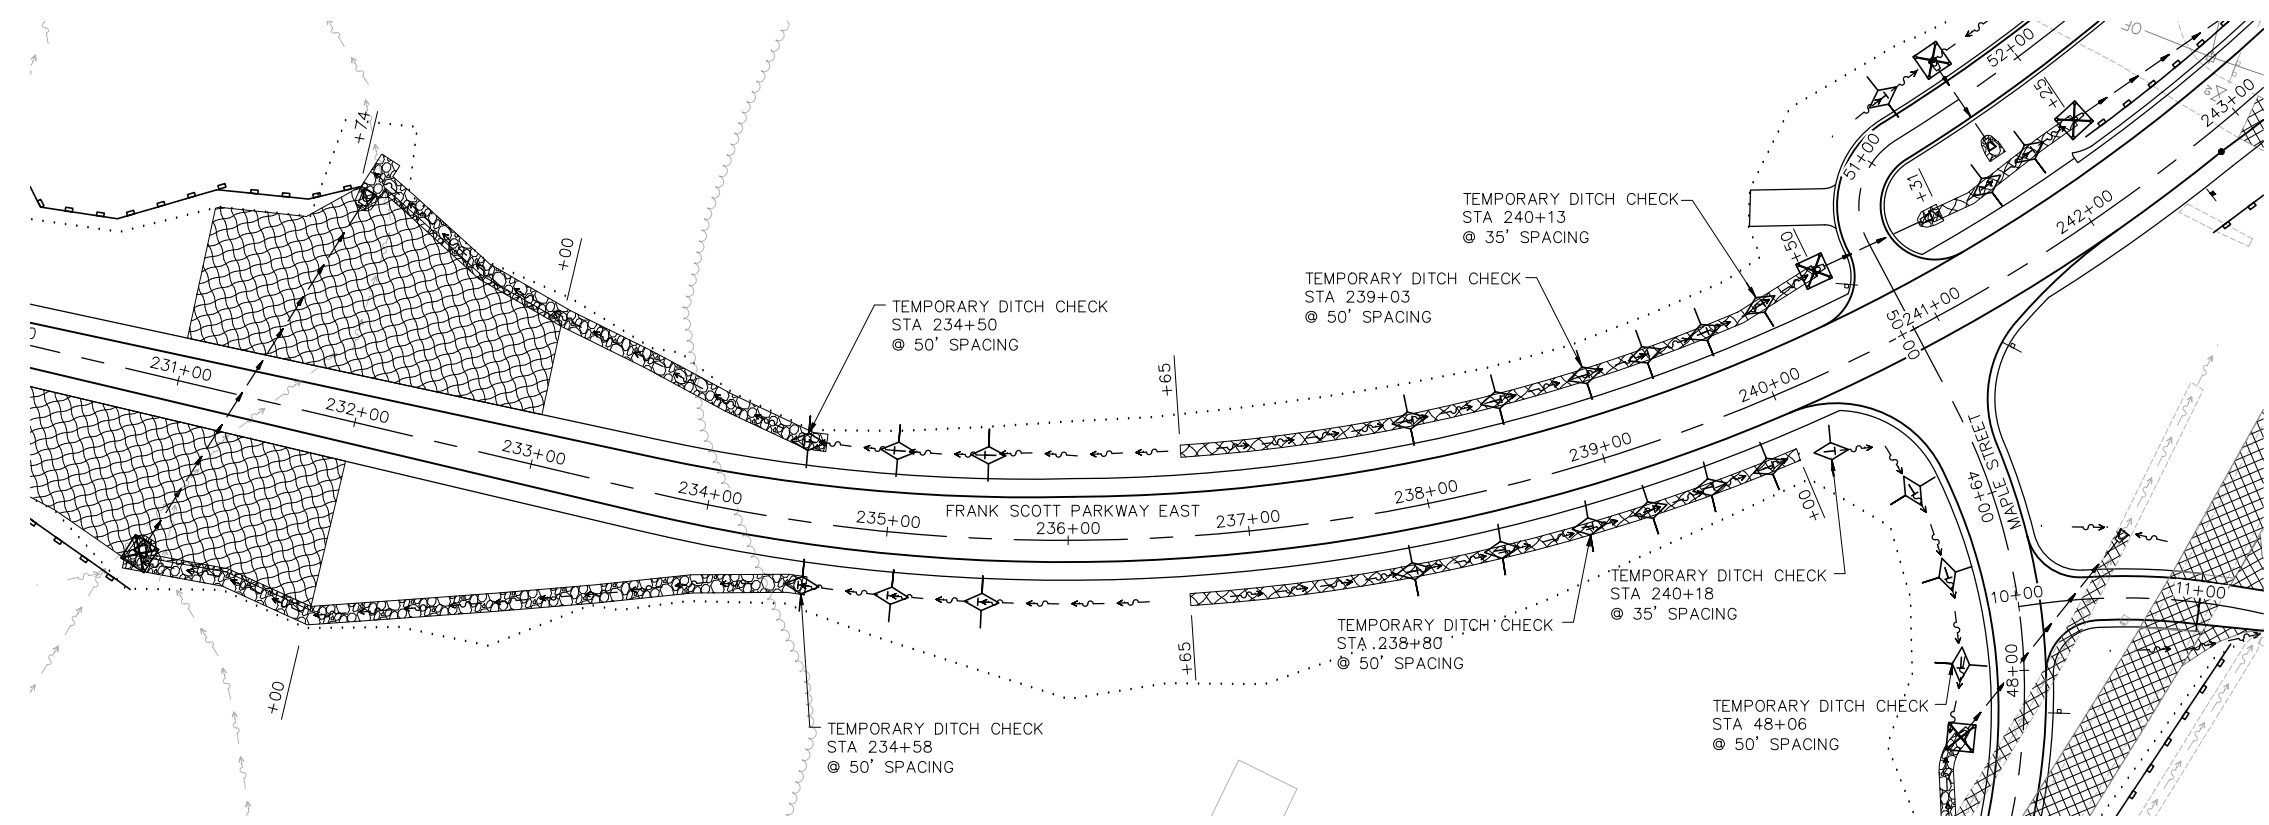 +74
+00
231+00
232+00
233+00
234+00
235+00
236+00
237+00
238+00
239+00
240+00
241+00
242+00
243+00
FRANK SCOTT PARKWAY EAST
TEMPORARY DITCH CHECK
STA 234+50
@ 50' SPACING
+65
TEMPORARY DITCH CHECK
STA 239+03
@ 50' SPACING
TEMPORARY DITCH CHECK
STA 240+13
@ 35' SPACING
+50
+31
+25
51+00
52+00
OF
50+00
49+00
MAPLE STREET
48+00
10+00
11+00
+00
TEMPORARY DITCH CHECK
STA 240+18
@ 35' SPACING
TEMPORARY DITCH CHECK
STA 238+80
@ 50' SPACING
+65
TEMPORARY DITCH CHECK
STA 48+06
@ 50' SPACING
TEMPORARY DITCH CHECK
STA 234+58
@ 50' SPACING
+00